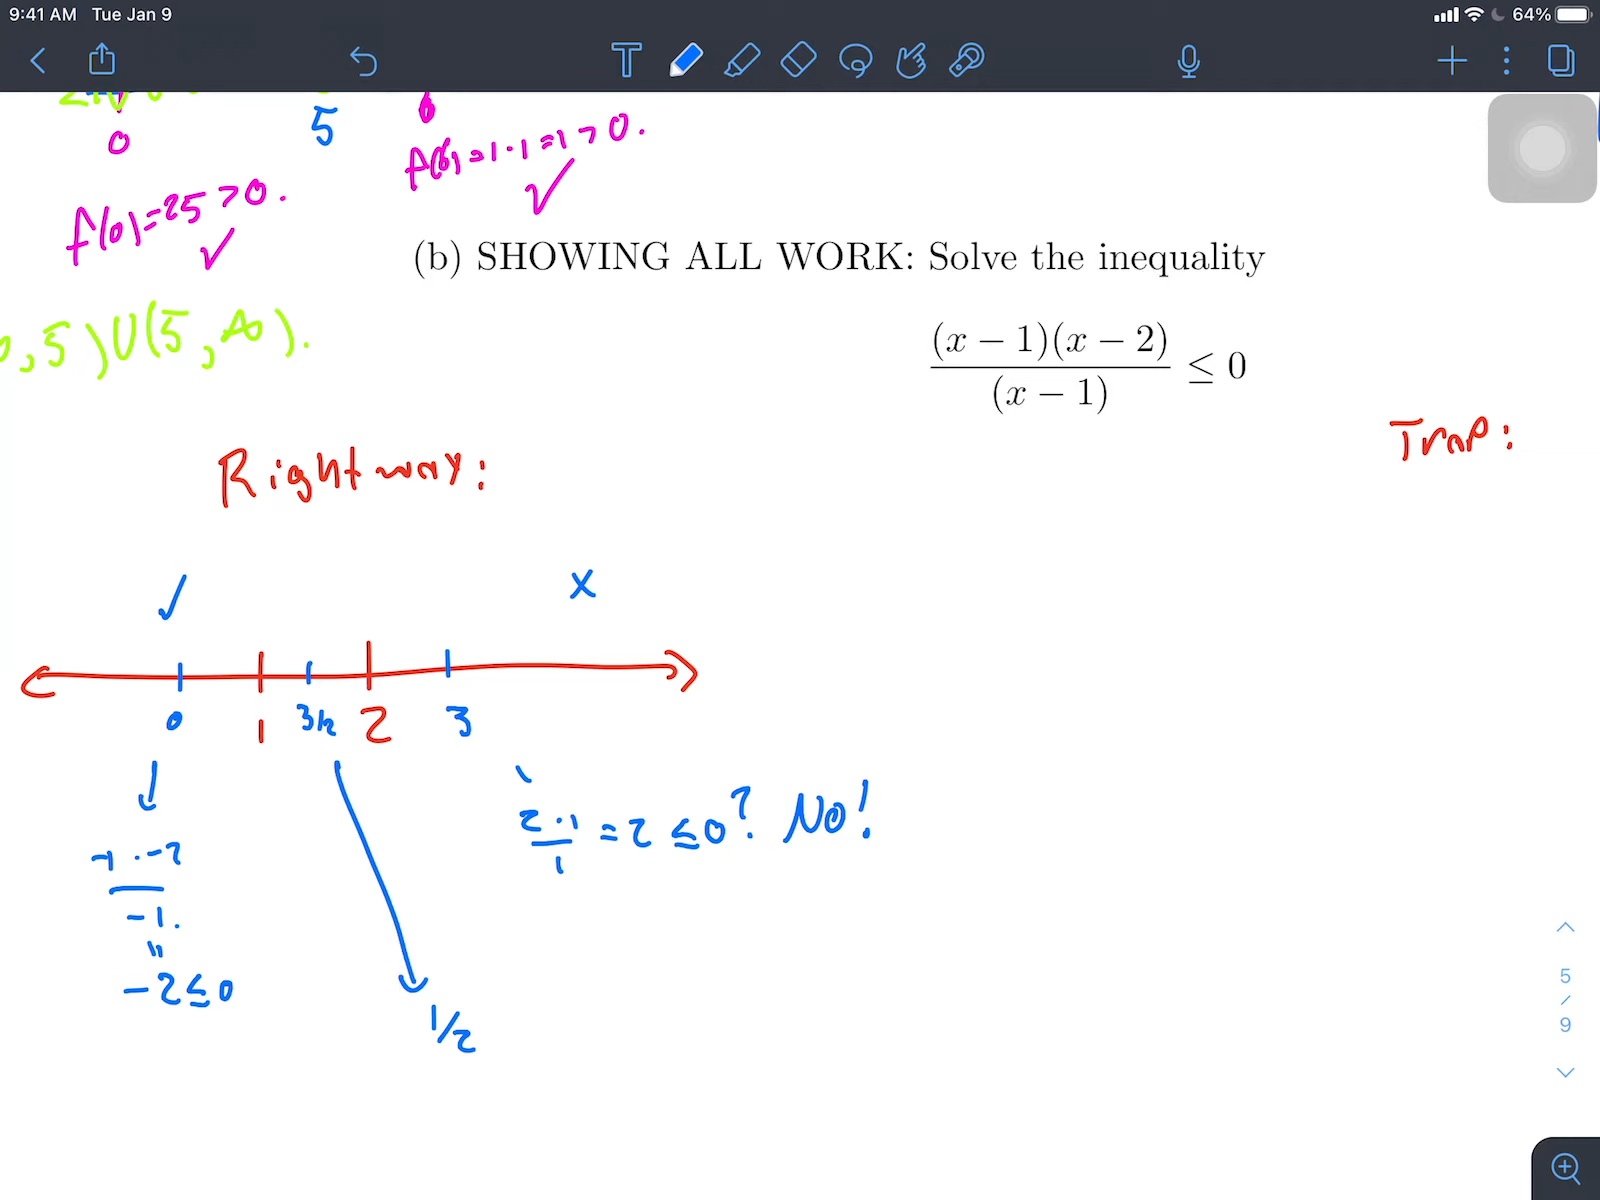 9:41 AM Tue Jan 9
64%
0
5
6
f(6)=1·1=1>0.
✓
f(0)=25>0.
✓
,5)∪(5,∞).
(b) SHOWING ALL WORK: Solve the inequality
(x − 1)(x − 2)
(x − 1)
≤ 0
Trap:
Right way:
✓
x
0
1
3/2
2
3
2·1
1
=2 ≤0? No!
-1·-2
-1.
=
-2≤0
1/2
5
/
9